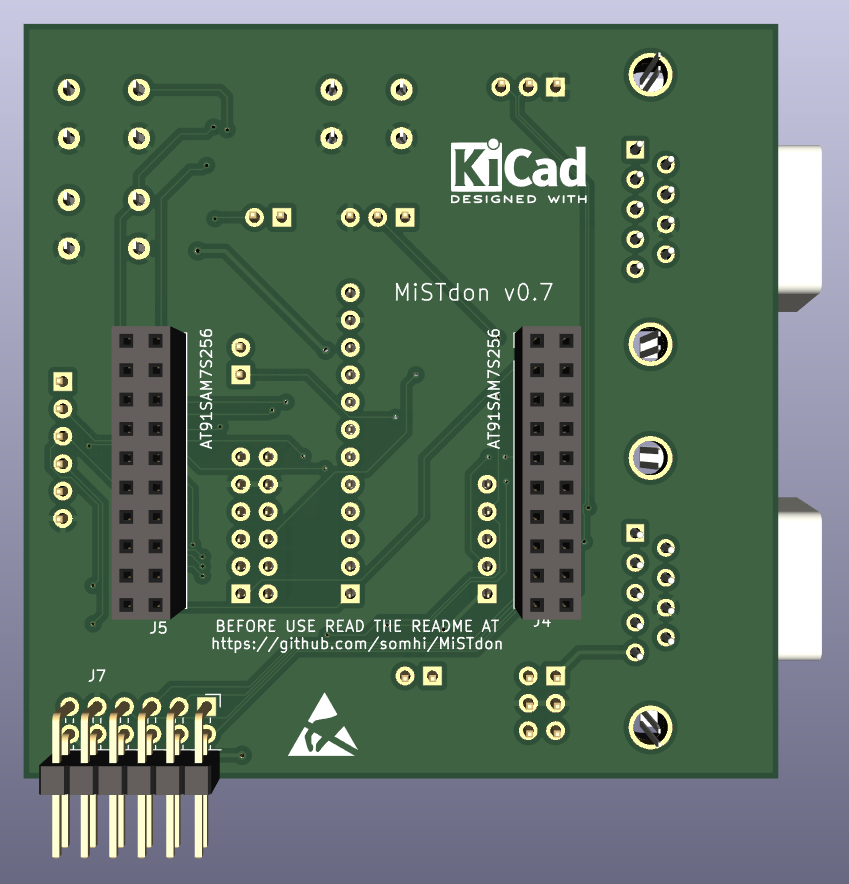 KiCad
DESIGNED WITH
MiSTdon v0.7
AT91SAM7S256
AT91SAM7S256
J5
J4
BEFORE USE READ THE README AT
https://github.com/somhi/MiSTdon
J7